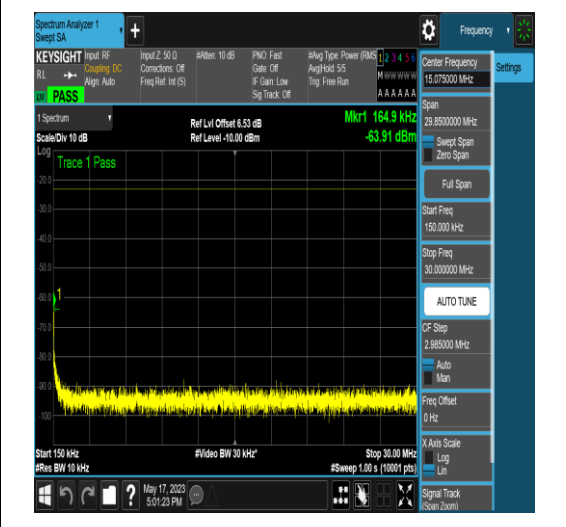 Spectrum Analyzer 1
Swept SA
+
Frequency
KEYSIGHT
RL
Input: RF
Coupling: DC
Align: Auto
Input Z: 50 Ω
Corrections: Off
Freq Ref: Int (S)
#Atten: 10 dB
PNO: Fast
Gate: Off
IF Gain: Low
Sig Track: Off
#Avg Type: Power (RMS
Avg|Hold: 5/5
Trig: Free Run
1 2 3 4 5 6
M W W W W W
A A A A A A
PASS
1 Spectrum
Scale/Div 10 dB
Ref Lvl Offset 6.53 dB
Ref Level -10.00 dBm
Mkr1 164.9 kHz
-63.91 dBm
Log
Trace 1 Pass
-20.0
-30.0
-40.0
-50.0
-60.0
-70.0
-80.0
-90.0
-100
1
Start 150 kHz
#Res BW 10 kHz
#Video BW 30 kHz*
Stop 30.00 MHz
#Sweep 1.00 s (10001 pts)
May 17, 2023
5:01:23 PM
Center Frequency
15.075000 MHz
Span
29.8500000 MHz
Swept Span
Zero Span
Full Span
Start Freq
150.000 kHz
Stop Freq
30.000000 MHz
AUTO TUNE
CF Step
2.985000 MHz
Auto
Man
Freq Offset
0 Hz
X Axis Scale
Log
Lin
Signal Track
(Span Zoom)
Settings